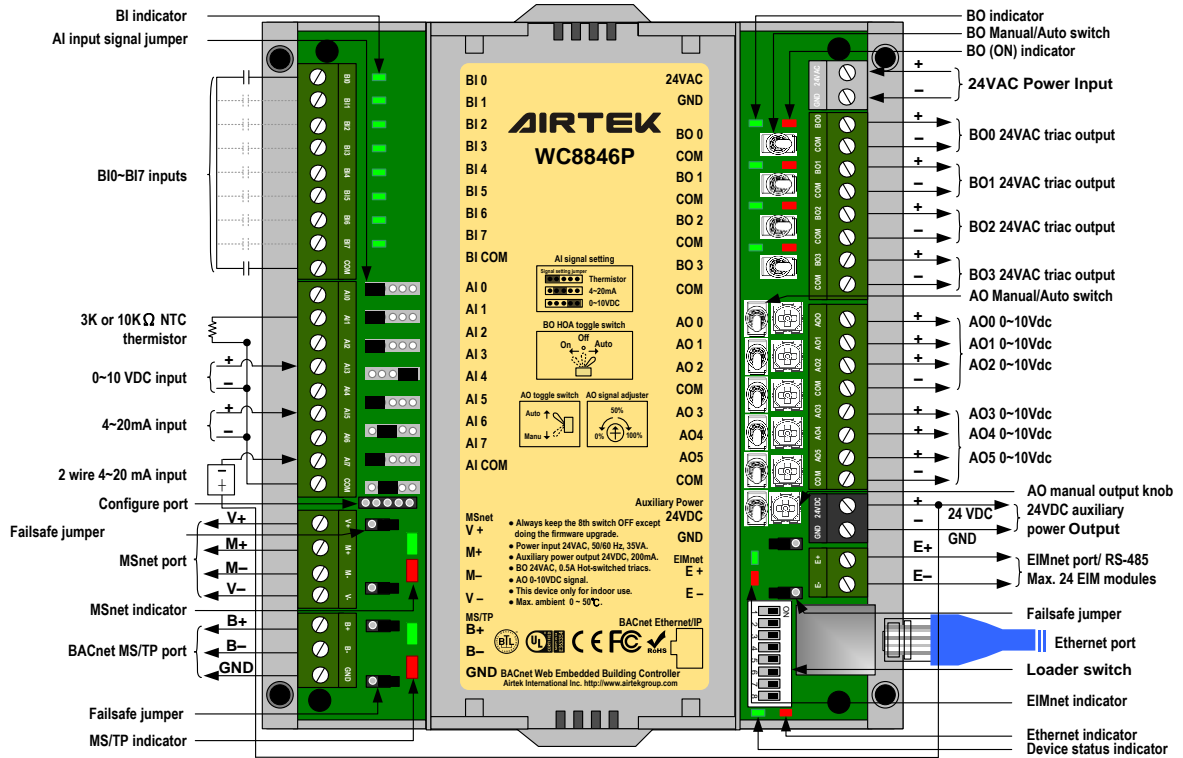 BI indicator
AI input signal jumper
BI0~BI7 inputs
3K or 10KΩ NTC
thermistor
+
0~10 VDC input
−
+
4~20mA input
−
2 wire 4~20 mA input
− +
Configure port
Failsafe jumper
V+
M+
MSnet port
M−
V−
MSnet indicator
B+
BACnet MS/TP port
B−
GND
Failsafe jumper
MS/TP indicator
BI0
BI1
BI2
BI3
BI4
BI5
BI6
BI7
COM
AI0
AI1
AI2
AI3
AI4
AI5
AI6
AI7
COM
V+
M+
M-
V-
B+
B-
GND
BI 0
BI 1
BI 2
BI 3
BI 4
BI 5
BI 6
BI 7
BI COM
AI 0
AI 1
AI 2
AI 3
AI 4
AI 5
AI 6
AI 7
AI COM
MSnet
V +
M+
M−
V −
MS/TP
B+
B−
GND
AIRTEK
WC8846P
AI signal setting
Signal setting jumper
Thermistor
4~20mA
0~10VDC
BO HOA toggle switch
Off
On
Auto
AO toggle switch
Auto
Manu
AO signal adjuster
50%
0%
100%
• Always keep the 8th switch OFF except
doing the firmware upgrade.
• Power input 24VAC, 50/60 Hz, 35VA.
• Auxiliary power output 24VDC, 200mA.
• BO 24VAC, 0.5A Hot-switched triacs.
• AO 0-10VDC signal.
• This device only for indoor use.
• Max. ambient 0 ~ 50℃.
BTL
UL
CE FC
RoHS
BACnet Ethernet/IP
BACnet Web Embedded Building Controller
Airtek International Inc. http://www.airtekgroup.com
24VAC
GND
BO 0
COM
BO 1
COM
BO 2
COM
BO 3
COM
AO 0
AO 1
AO 2
COM
AO 3
AO4
AO5
COM
Auxiliary Power
24VDC
GND
EIMnet
E +
E −
24VAC
GND
BO0
COM
BO1
COM
BO2
COM
BO3
COM
AO0
AO1
AO2
COM
AO3
AO4
AO5
COM
24VDC
GND
E+
E-
ON
1
2
3
4
5
6
7
8
BO indicator
BO Manual/Auto switch
BO (ON) indicator
+
24VAC Power Input
−
+
BO0 24VAC triac output
−
+
BO1 24VAC triac output
−
+
BO2 24VAC triac output
−
+
BO3 24VAC triac output
−
AO Manual/Auto switch
+ AO0 0~10Vdc
+ AO1 0~10Vdc
+ AO2 0~10Vdc
−
+ AO3 0~10Vdc
+ AO4 0~10Vdc
+ AO5 0~10Vdc
−
AO manual output knob
+ 24 VDC
24VDC auxiliary
− GND
power Output
E+
EIMnet port/ RS-485
E−
Max. 24 EIM modules
Failsafe jumper
Ethernet port
Loader switch
EIMnet indicator
Ethernet indicator
Device status indicator